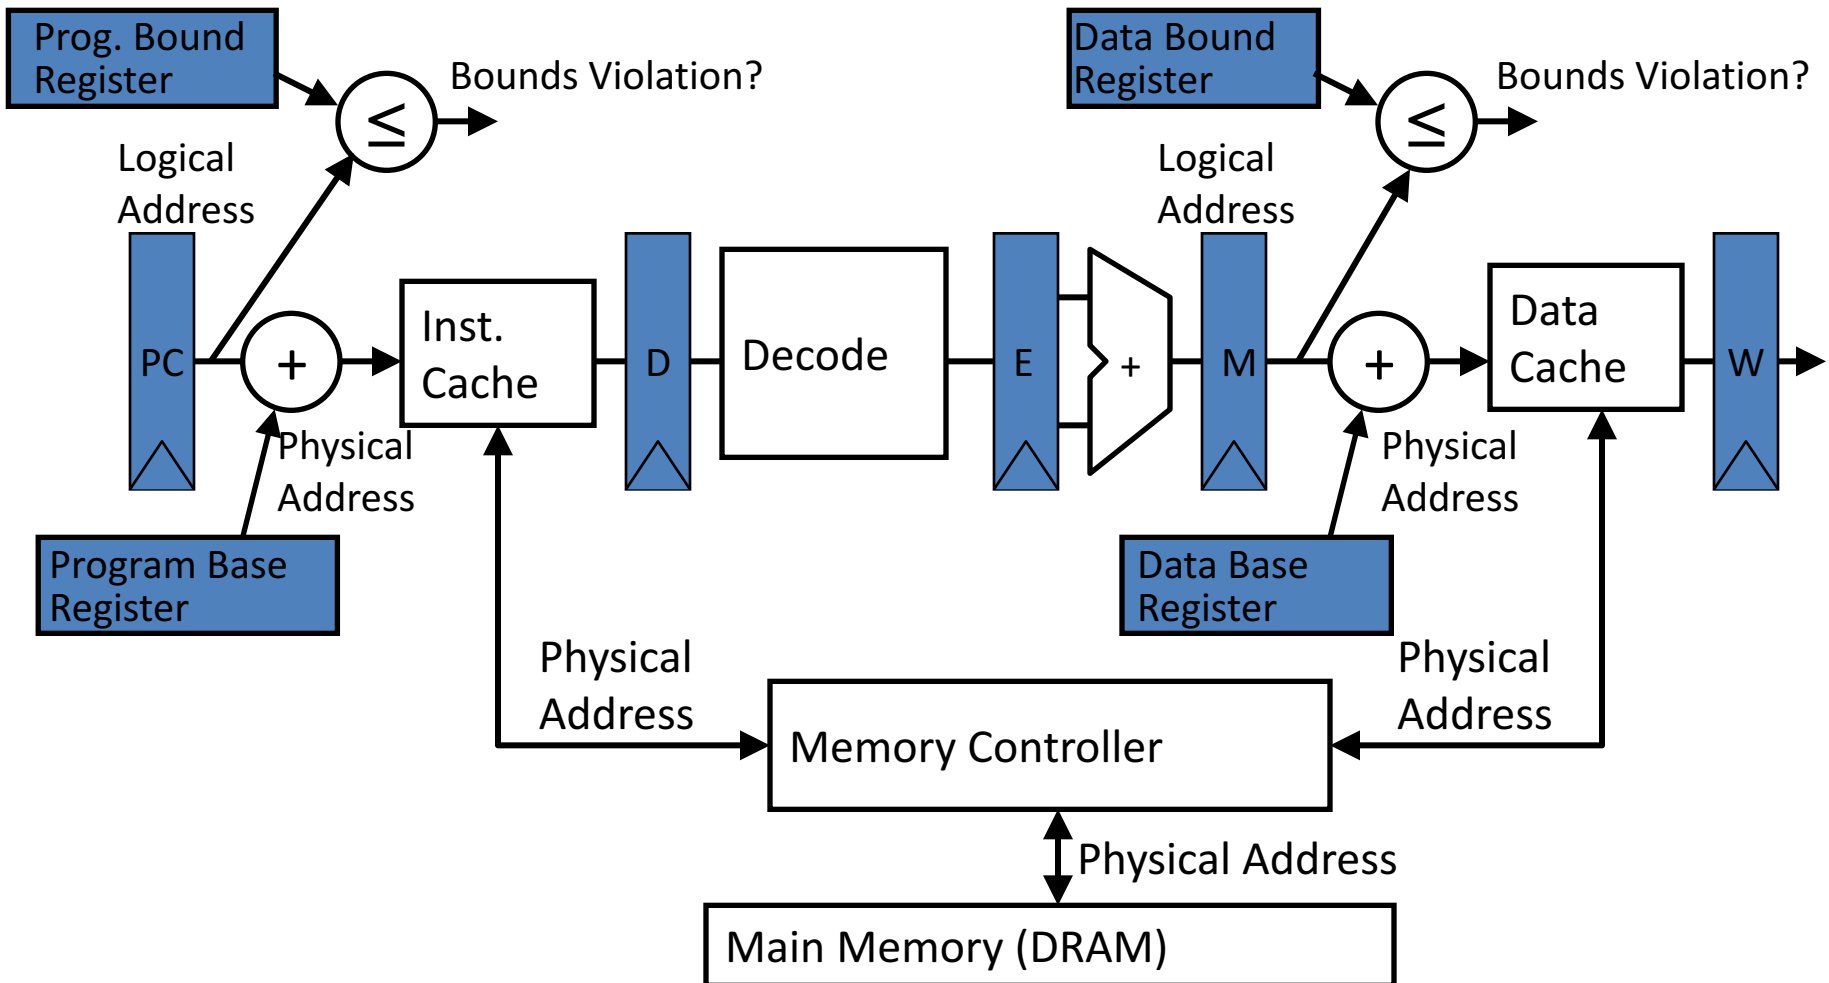 Prog. Bound
Register
Bounds Violation?
≤
Logical
Address
Data Bound
Register
Bounds Violation?
≤
Logical
Address
PC
+
Inst.
Cache
D
Decode
E
+
M
+
Data
Cache
W
Physical
Address
Physical
Address
Program Base
Register
Data Base
Register
Physical
Address
Physical
Address
Memory Controller
Physical Address
Main Memory (DRAM)